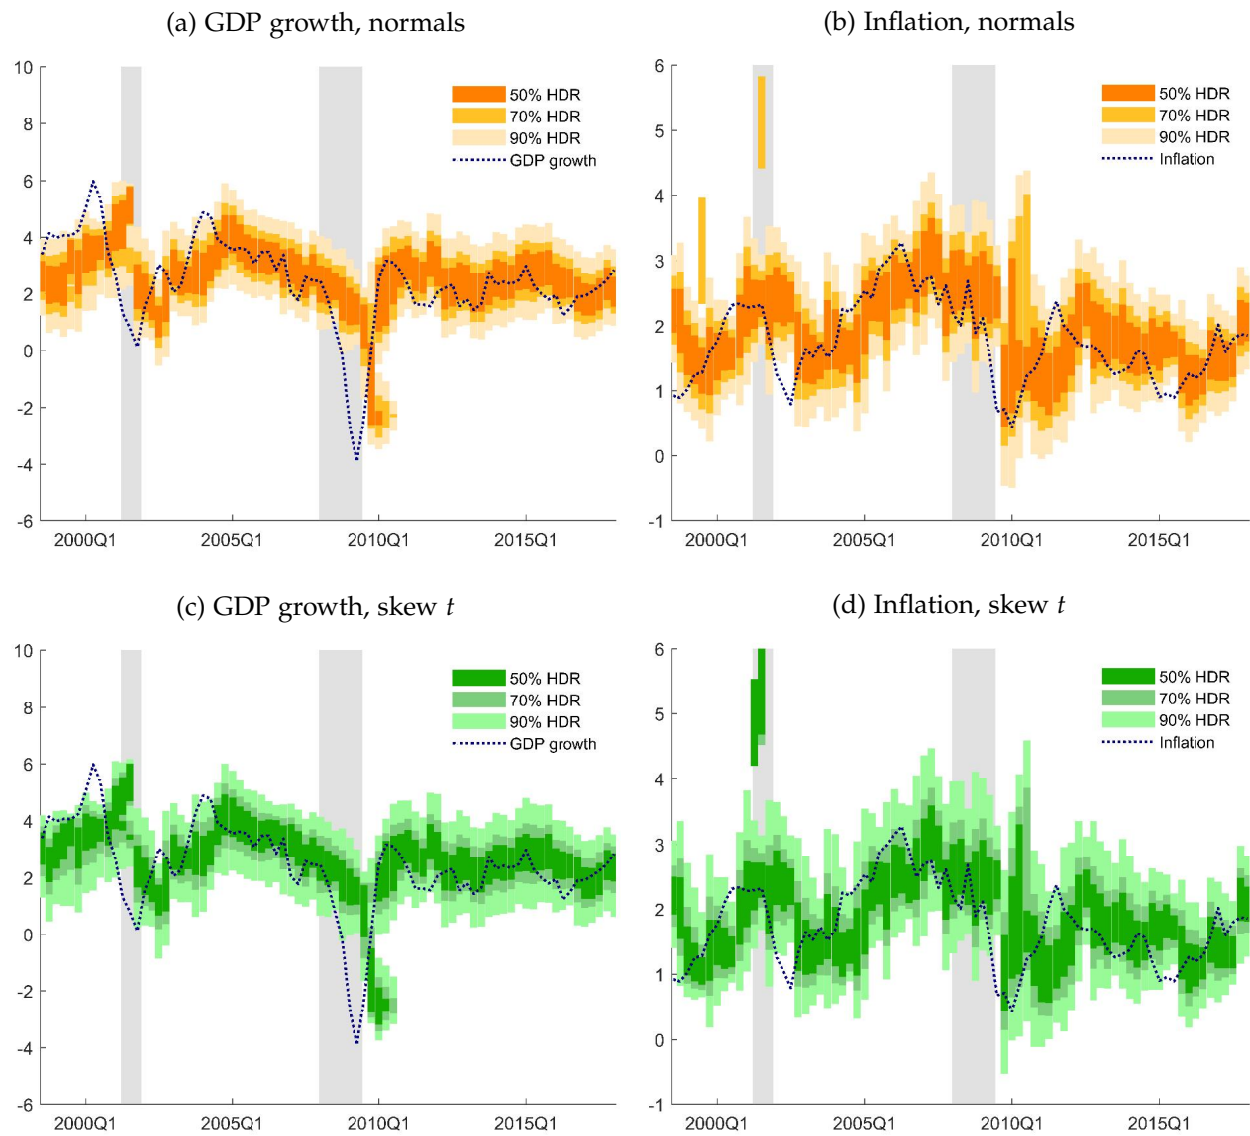 (a) GDP growth, normals
10
8
6
4
2
0
-2
-4
-6
2000Q1
2005Q1
2010Q1
2015Q1
50% HDR
70% HDR
90% HDR
GDP growth
(b) Inflation, normals
6
5
4
3
2
1
0
-1
2000Q1
2005Q1
2010Q1
2015Q1
50% HDR
70% HDR
90% HDR
Inflation
(c) GDP growth, skew t
10
8
6
4
2
0
-2
-4
-6
2000Q1
2005Q1
2010Q1
2015Q1
50% HDR
70% HDR
90% HDR
GDP growth
(d) Inflation, skew t
6
5
4
3
2
1
0
-1
2000Q1
2005Q1
2010Q1
2015Q1
50% HDR
70% HDR
90% HDR
Inflation